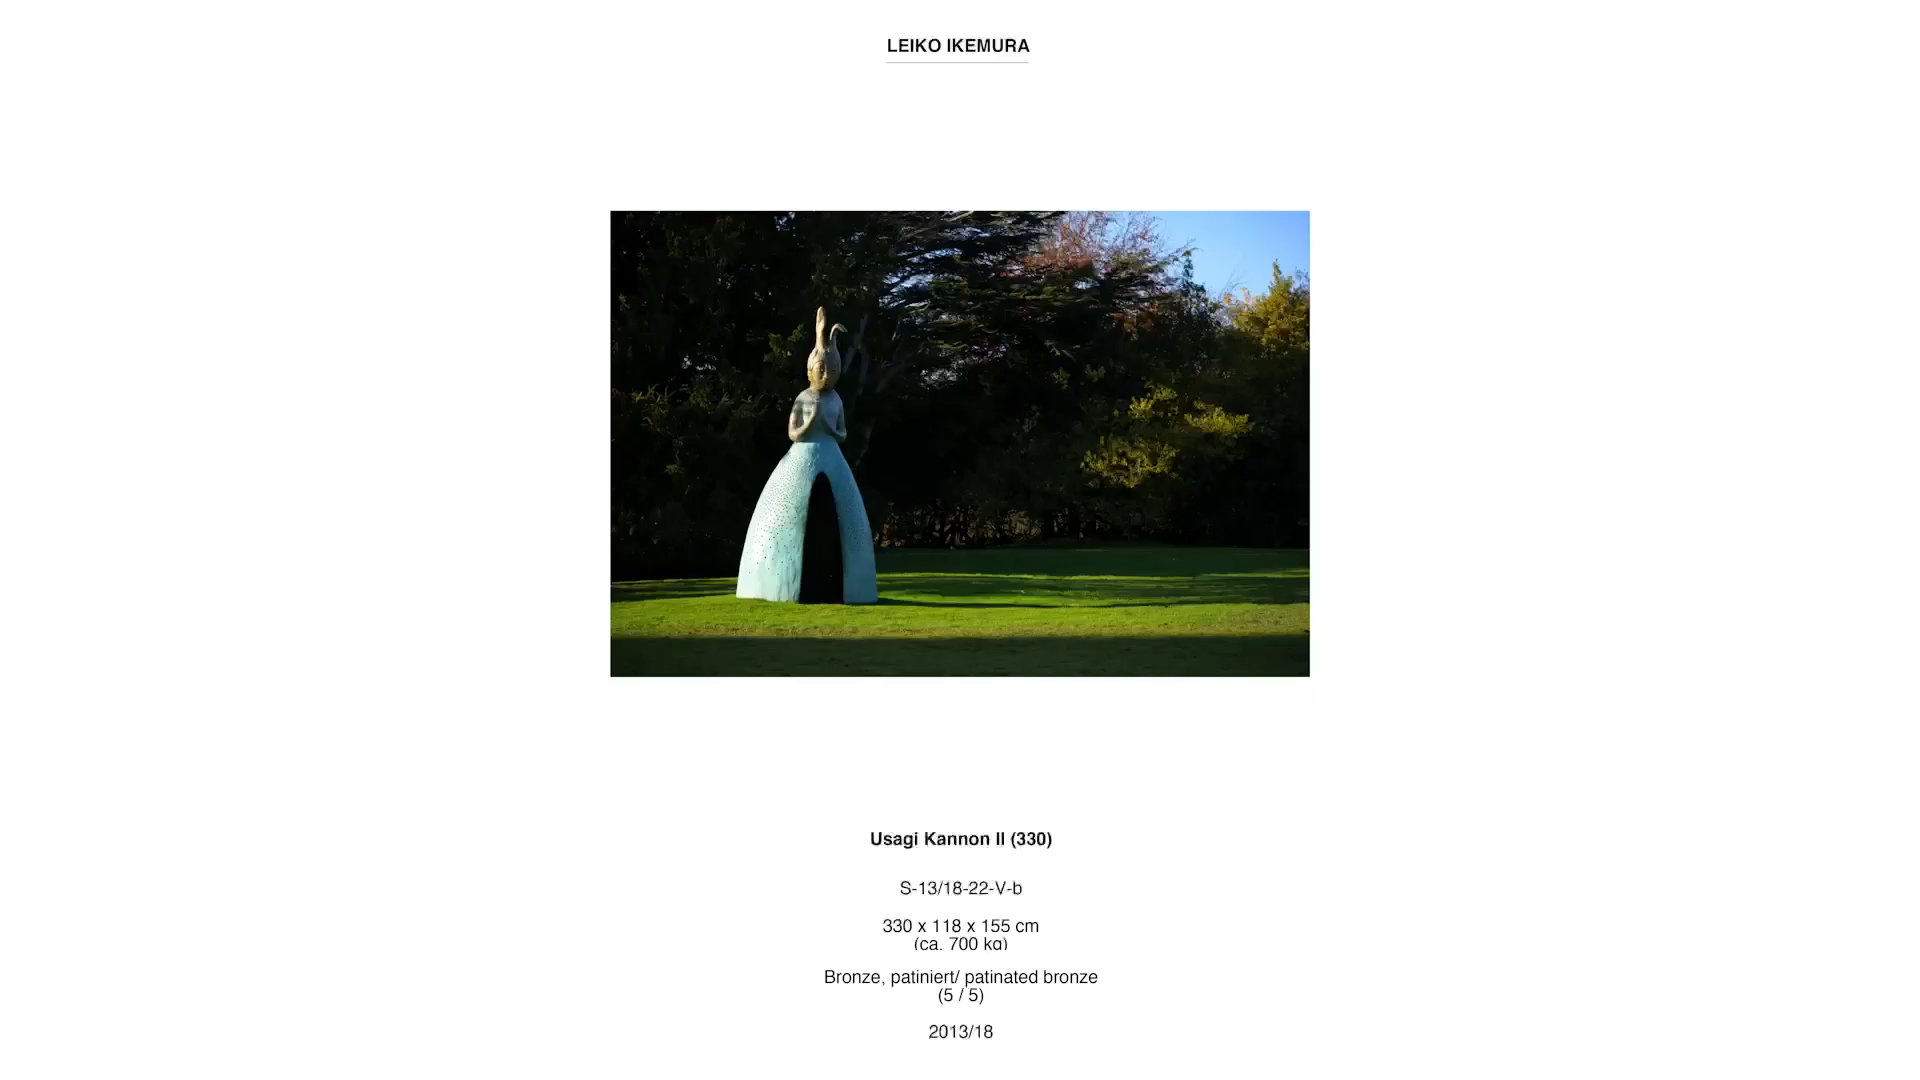 LEIKO IKEMURA
Usagi Kannon II (330)
S-13/18-22-V-b
330 x 118 x 155 cm
(ca. 700 kg)
Bronze, patiniert/ patinated bronze
(5 / 5)
2013/18